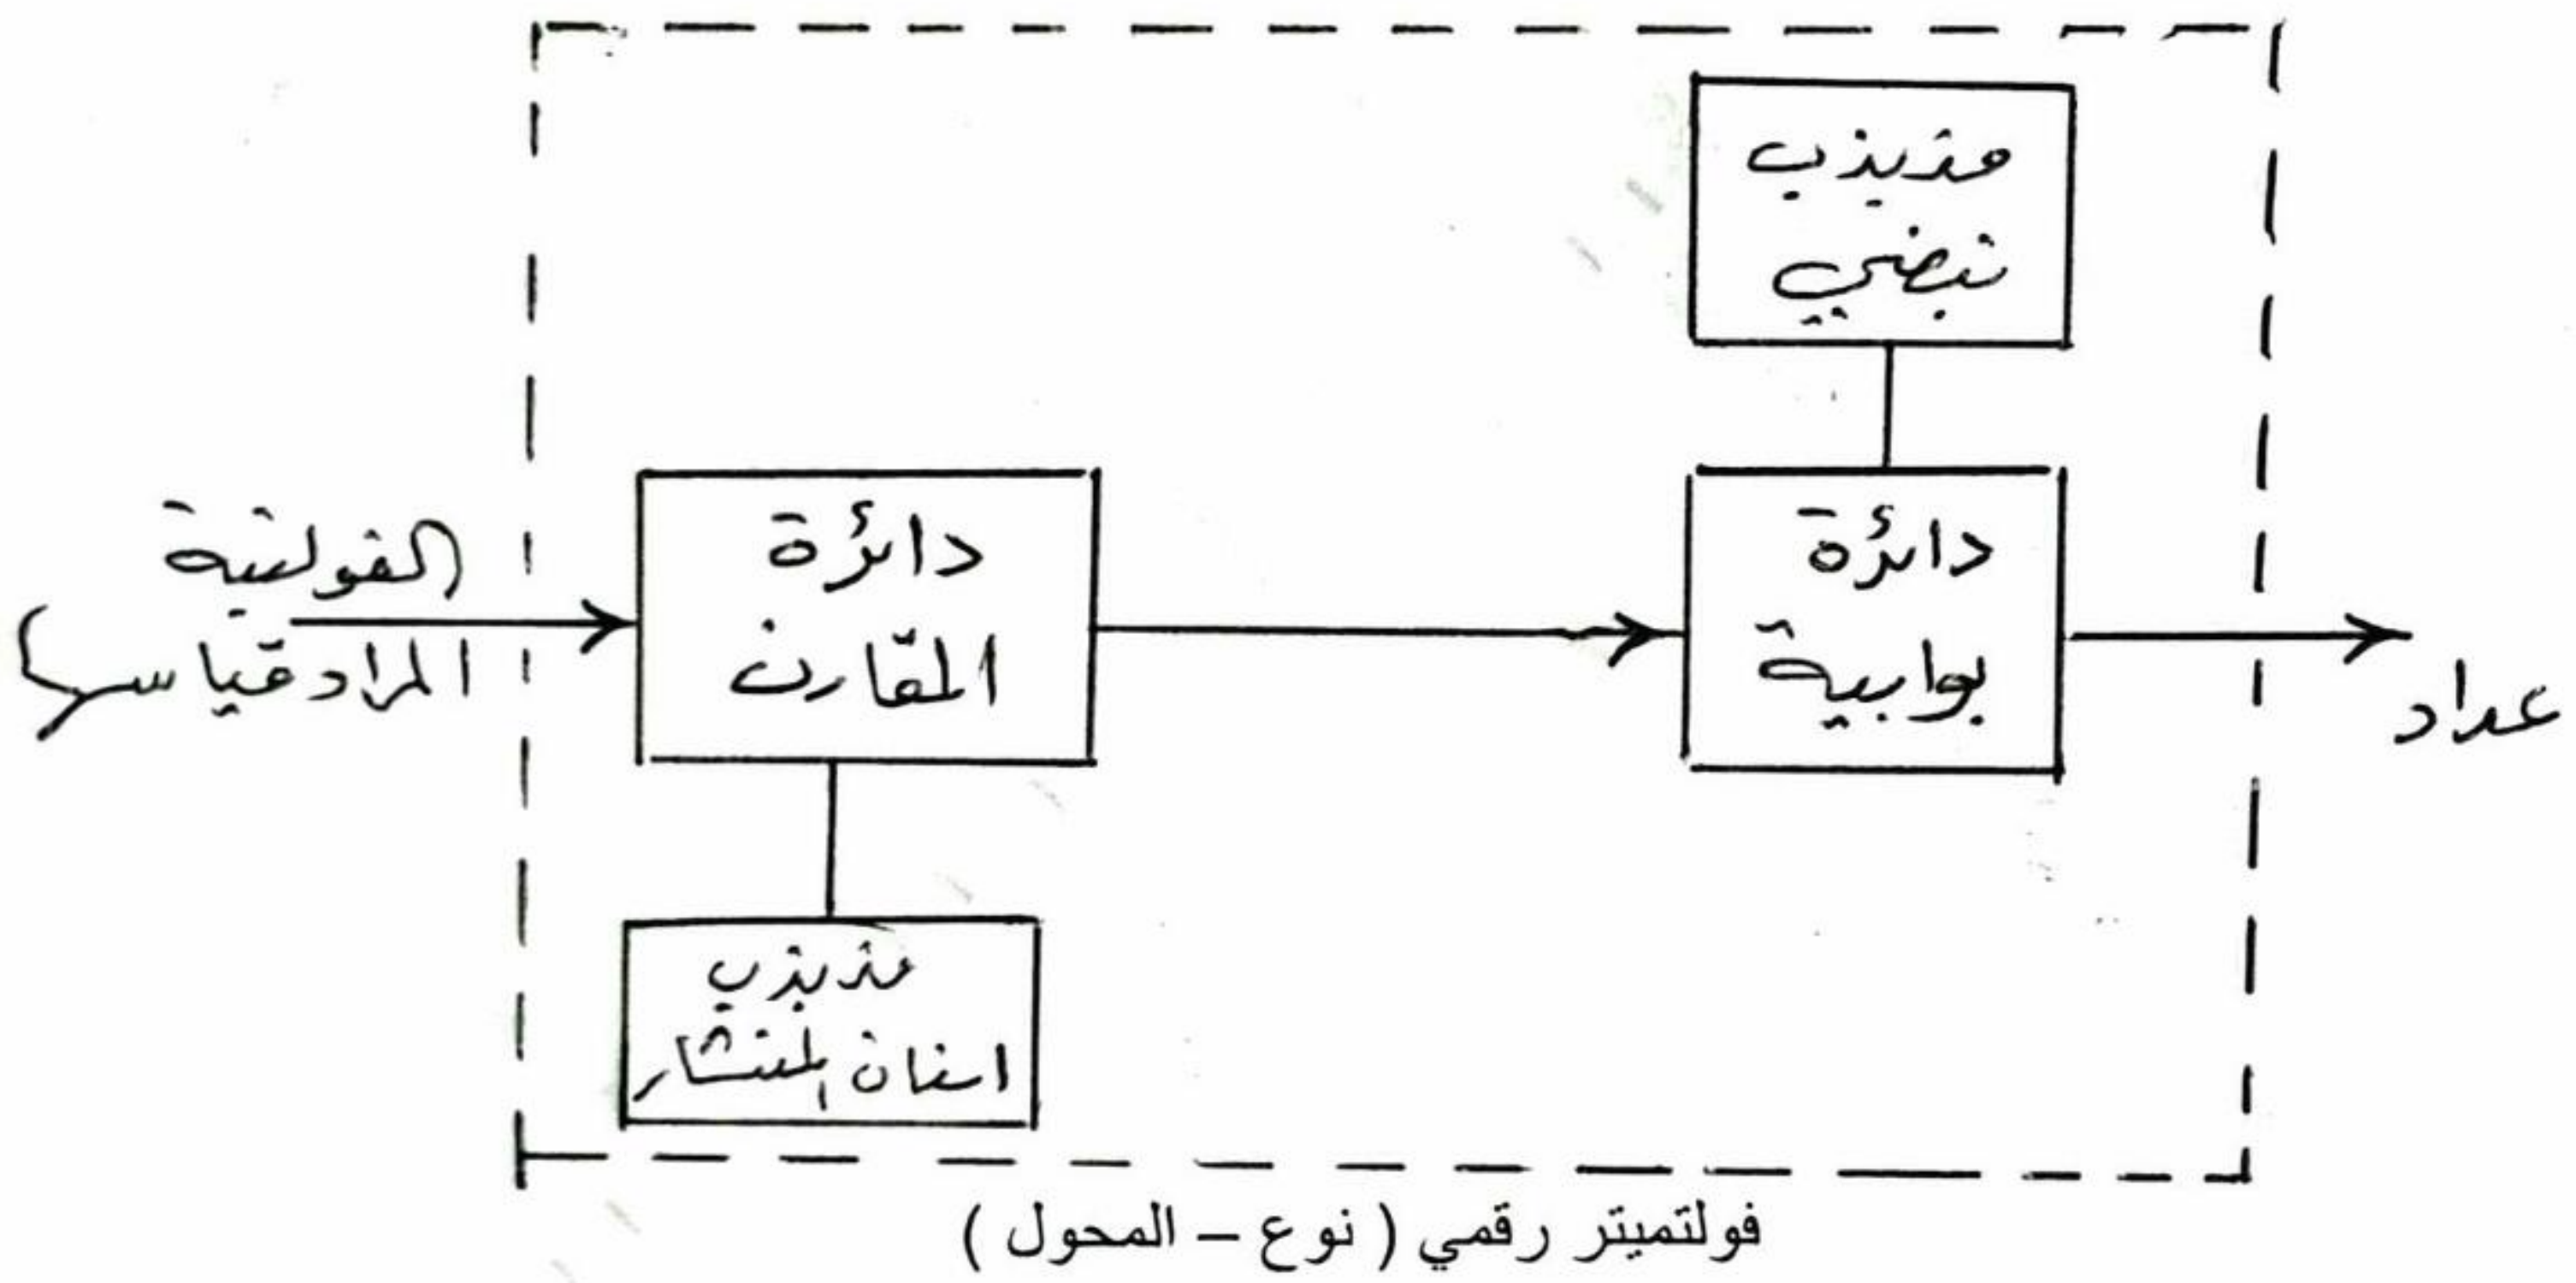 مذبذب
نبضي
الفولتية
المراد قياسها
دائرة
المقارن
دائرة
بوابية
عداد
مذبذب
اسنان المنشار
فولتميتر رقمي ( نوع – المحول )